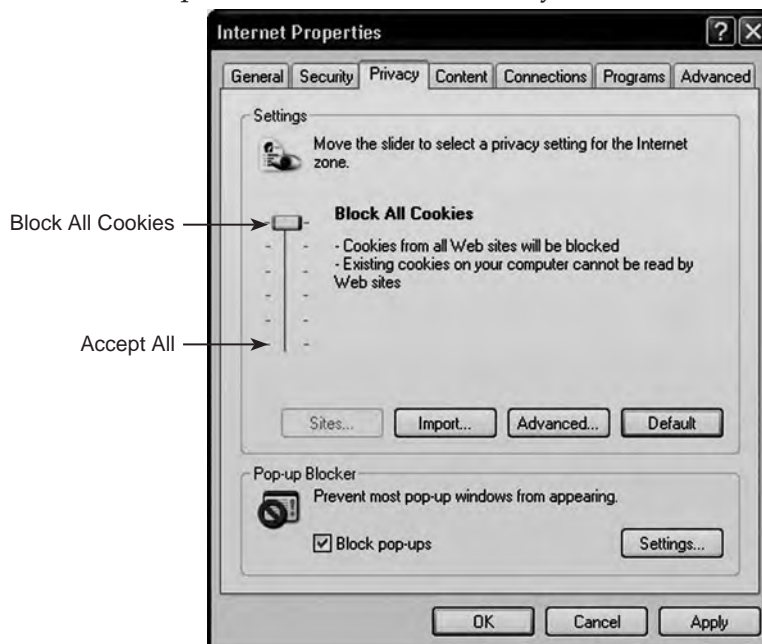 Internet Properties
General Security Privacy Content Connections Programs Advanced
Settings
Move the slider to select a privacy setting for the Internet
zone.
Block All Cookies
Block All Cookies
- Cookies from all Web sites will be blocked
- Existing cookies on your computer cannot be read by
Web sites
Accept All
Sites... Import... Advanced... Default
Pop-up Blocker
Prevent most pop-up windows from appearing.
Block pop-ups
Settings...
OK Cancel Apply